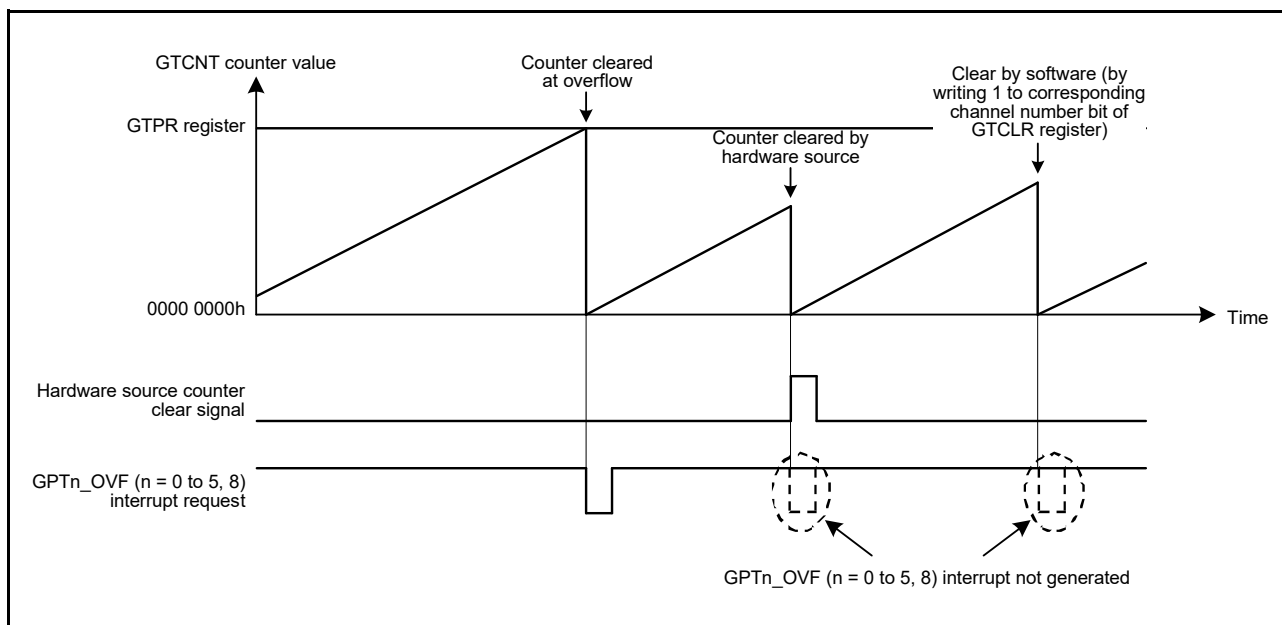 GTCNT counter value
Counter cleared
at overflow
Clear by software (by
writing 1 to corresponding
channel number bit of
GTCLR register)
GTPR register
Counter cleared by
hardware source
0000 0000h
Time
Hardware source counter
clear signal
GPTn_OVF (n = 0 to 5, 8)
interrupt request
GPTn_OVF (n = 0 to 5, 8) interrupt not generated